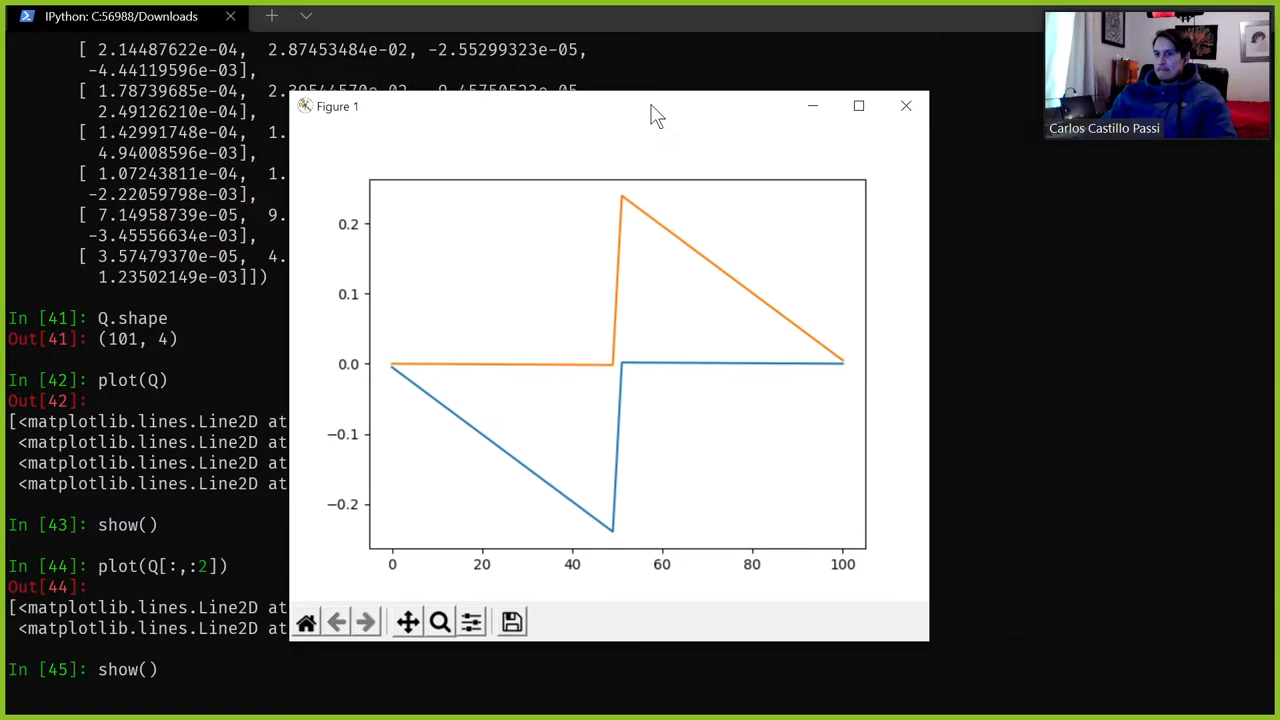 IPython: C:56988/Downloads
[ 2.14487622e-04, 2.87453484e-02, -2.55299323e-05,
-4.44119596e-03],
[ 1.78739685e-04, 2.39544570e-02, -9.45750523e-05,
2.49126210e-04],
[ 1.42991748e-04, 1.
4.94008596e-03],
[ 1.07243811e-04, 1.
-2.22059798e-03],
[ 7.14958739e-05, 9.
-3.45556634e-03],
[ 3.57479370e-05, 4.
1.23502149e-03]])
In [41]: Q.shape
Out[41]: (101, 4)
In [42]: plot(Q)
Out[42]:
[<matplotlib.lines.Line2D at
<matplotlib.lines.Line2D at
<matplotlib.lines.Line2D at
<matplotlib.lines.Line2D at
In [43]: show()
In [44]: plot(Q[:,:2])
Out[44]:
[<matplotlib.lines.Line2D at
<matplotlib.lines.Line2D at
In [45]: show()
Figure 1
0.2
0.1
0.0
−0.1
−0.2
0 20 40 60 80 100
Carlos Castillo Passi